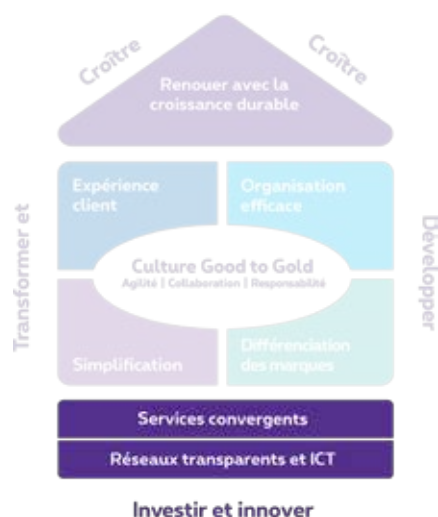 Croître
Croître
Renouer avec la
croissance durable
Transformer et
Développer
Expérience
client
Organisation
efficace
Culture Good to Gold
Agilité | Collaboration | Responsabilité
Simplification
Différenciation
des marques
Services convergents
Réseaux transparents et ICT
Investir et innover